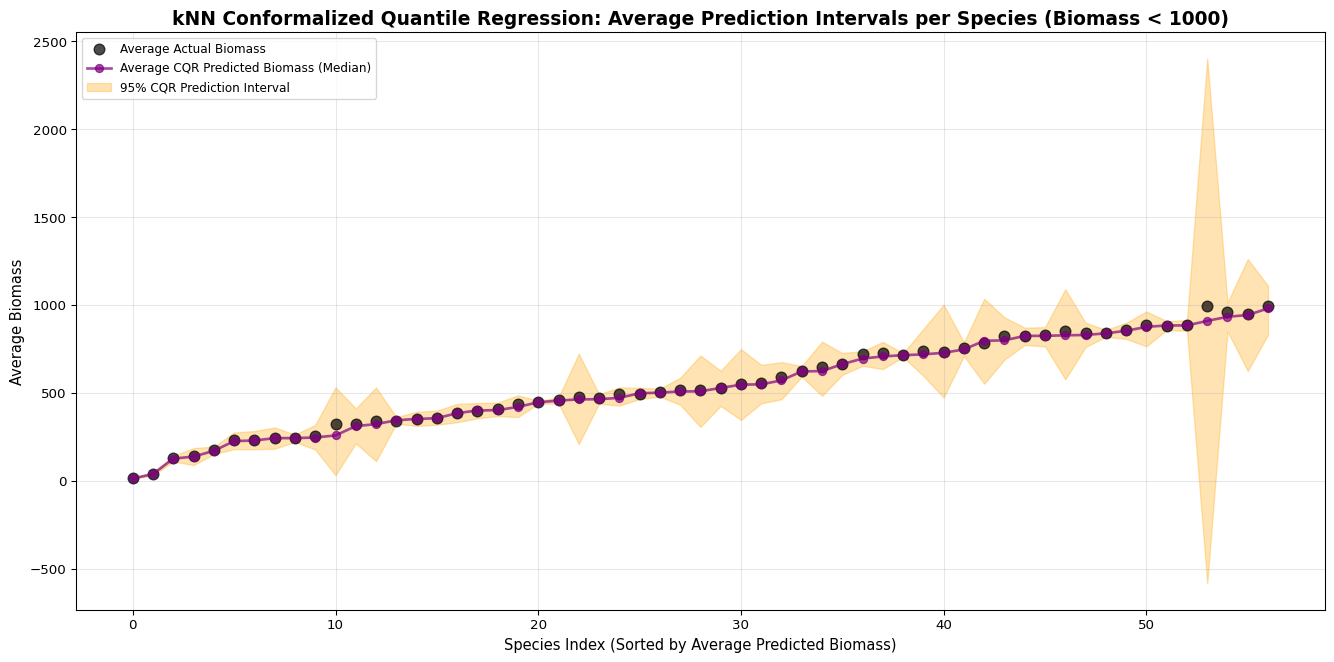 kNN Conformalized Quantile Regression: Average Prediction Intervals per Species (Biomass < 1000)
Average Actual Biomass
Average CQR Predicted Biomass (Median)
95% CQR Prediction Interval
Average Biomass
2500
2000
1500
1000
500
0
−500
0 10 20 30 40 50
Species Index (Sorted by Average Predicted Biomass)